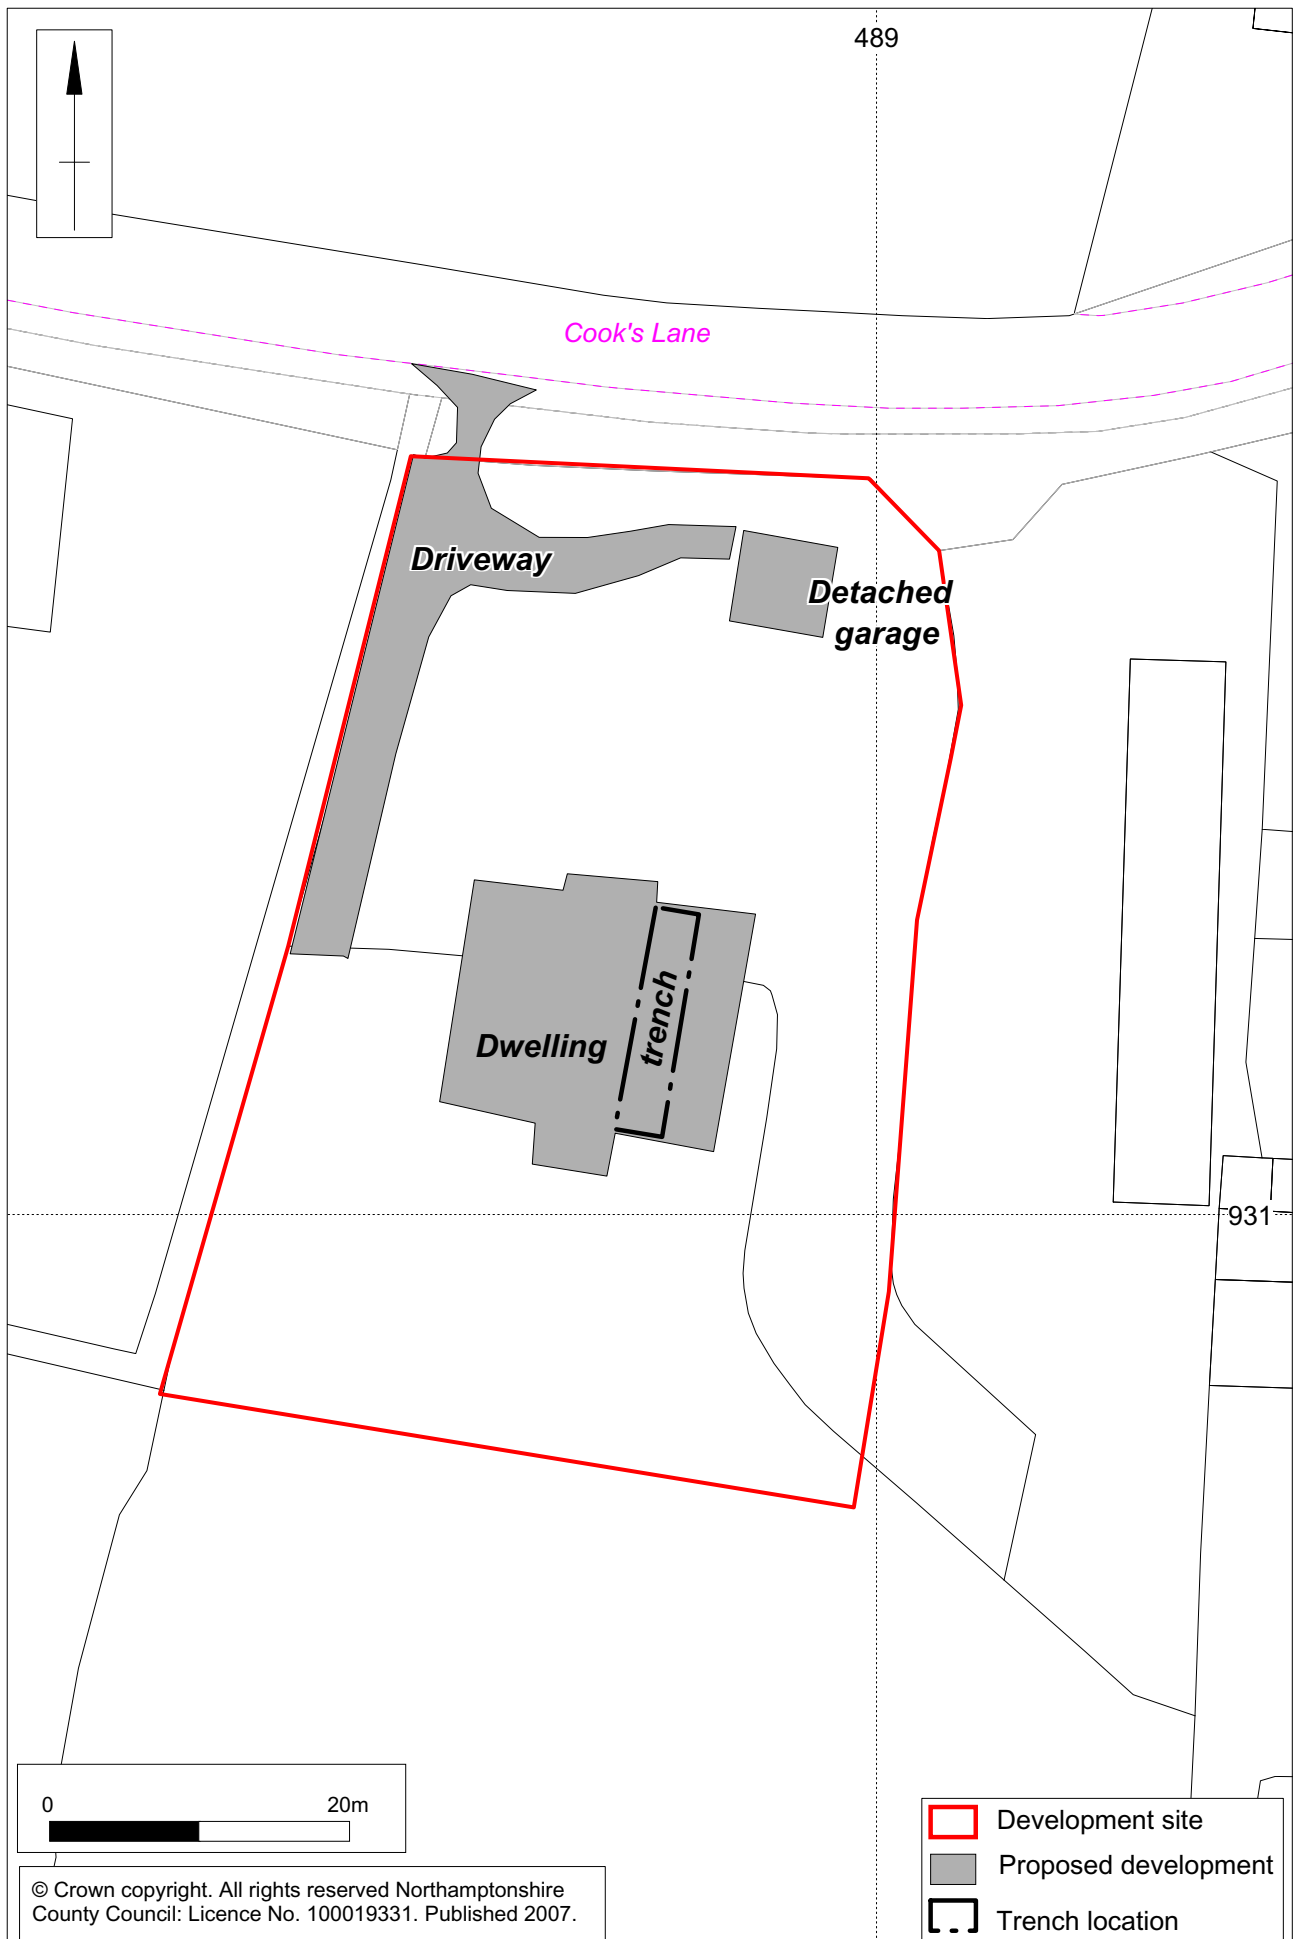 489
Cook's Lane
Driveway
Detached
garage
trench
Dwelling
931
0 20m
Development site
Proposed development
Trench location
© Crown copyright. All rights reserved Northamptonshire
County Council: Licence No. 100019331. Published 2007.